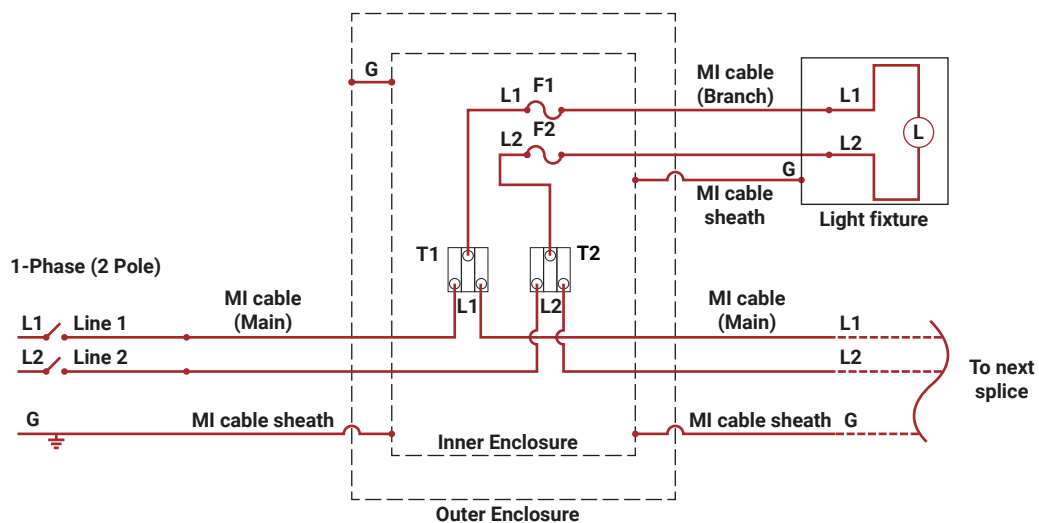 G
L1
F1
L2
F2
MI cable
(Branch)
L1
L
L2
G
MI cable
sheath
Light fixture
T1
T2
1-Phase (2 Pole)
MI cable
(Main)
L1
L2
MI cable
(Main)
L1
Line 1
L1
L2
Line 2
L2
To next
splice
G
MI cable sheath
MI cable sheath
G
Inner Enclosure
Outer Enclosure